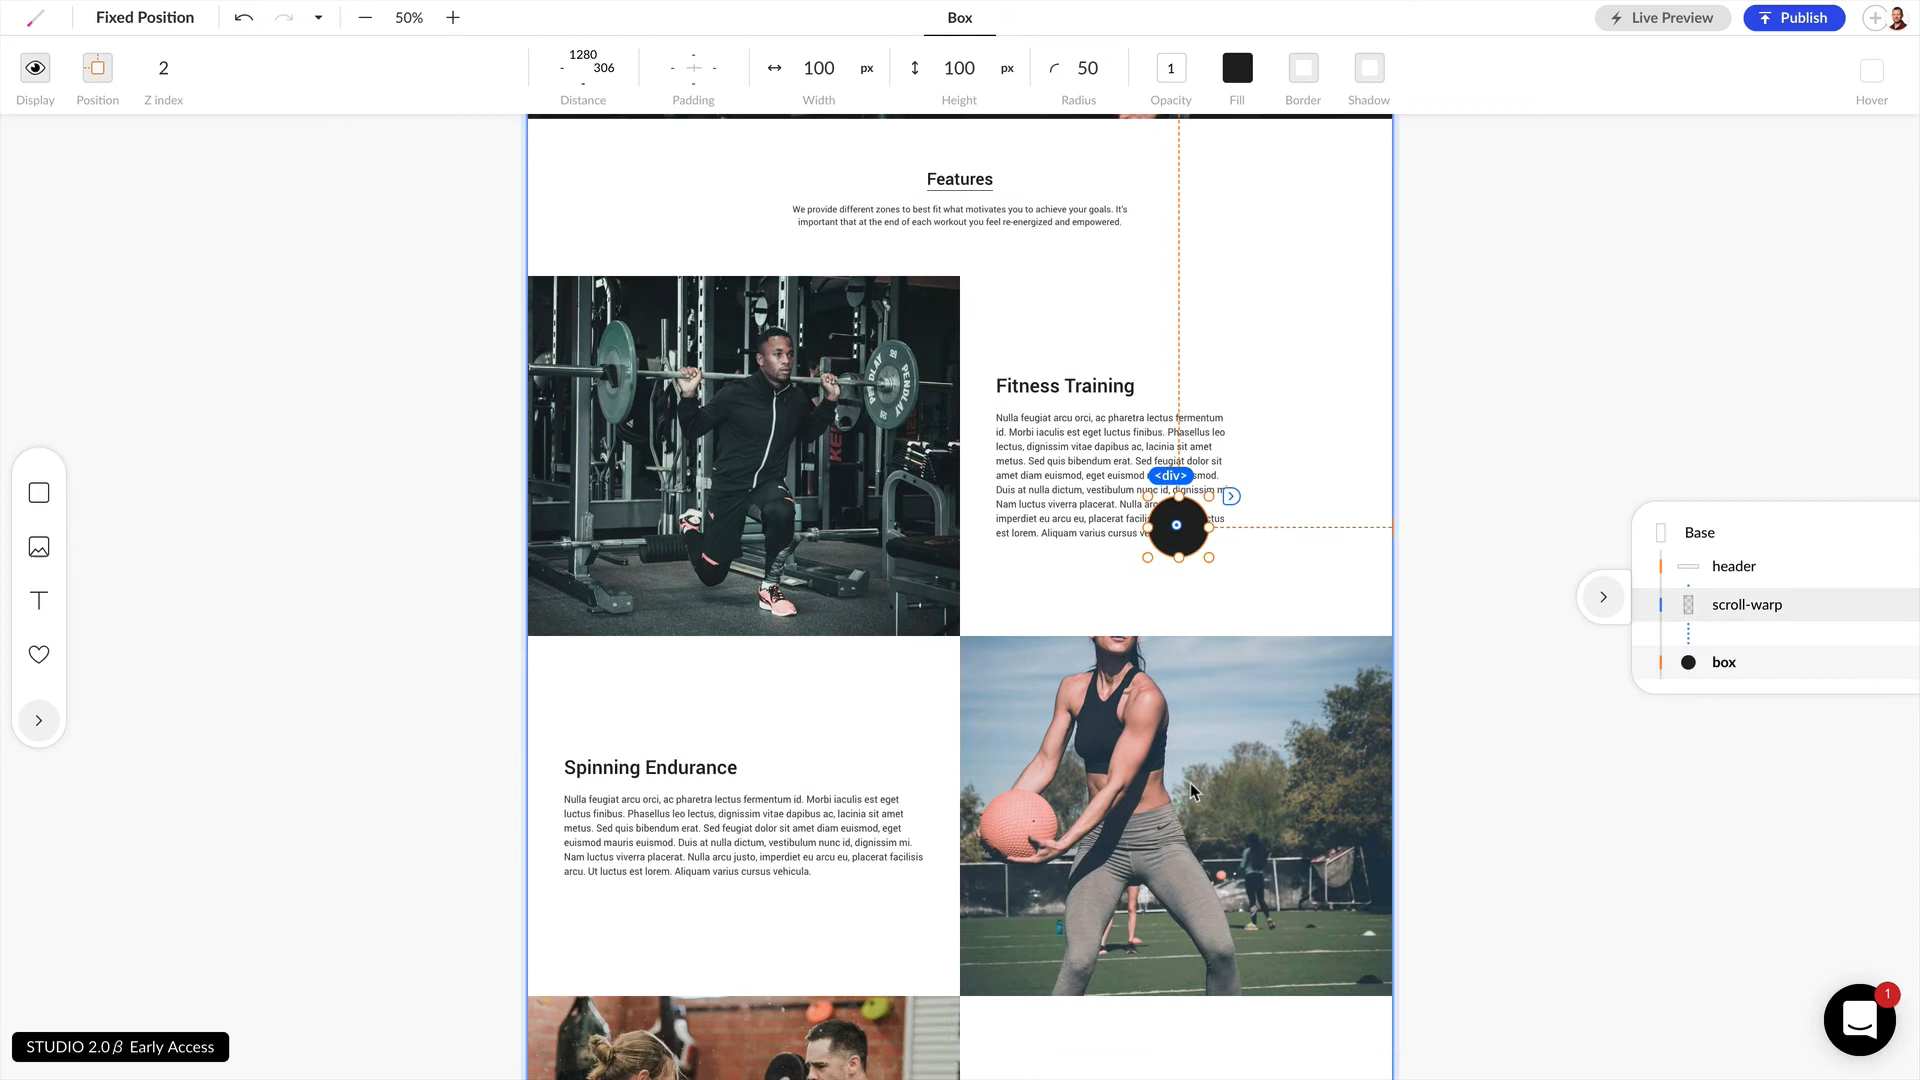 Fixed Position
50%
Box
Live Preview
Publish
1280
- 306
-
-
- -
-
2
100 px
100 px
50
1
Display
Position
Z index
Distance
Padding
Width
Height
Radius
Opacity
Fill
Border
Shadow
Hover
Features
We provide different zones to best fit what motivates you to achieve your goals. It's
important that at the end of each workout you feel re-energized and empowered.
PENDLAY
PENDLAY
Fitness Training
Nulla feugiat arcu orci, ac pharetra lectus fermentum
id. Morbi iaculis est eget luctus finibus. Phasellus leo
lectus, dignissim vitae dapibus ac, lacinia sit amet
metus. Sed quis bibendum erat. Sed feugiat dolor sit
amet diam euismod, eget euismod smod.
<div>
Duis at nulla dictum, vestibulum nunc id, dignissim
Nam luctus viverra placerat. Nulla
imperdiet eu arcu eu, placerat
est lorem. Aliquam varius cursus
Spinning Endurance
Nulla feugiat arcu orci, ac pharetra lectus fermentum id. Morbi iaculis est eget
luctus finibus. Phasellus leo lectus, dignissim vitae dapibus ac, lacinia sit amet
metus. Sed quis bibendum erat. Sed feugiat dolor sit amet diam euismod, eget
euismod mauris euismod. Duis at nulla dictum, vestibulum nunc id, dignissim mi.
Nam luctus viverra placerat. Nulla arcu justo, imperdiet eu arcu eu, placerat facilisis
arcu. Ut luctus est lorem. Aliquam varius cursus vehicula.
T
Base
header
scroll-warp
box
STUDIO 2.0 β Early Access
1